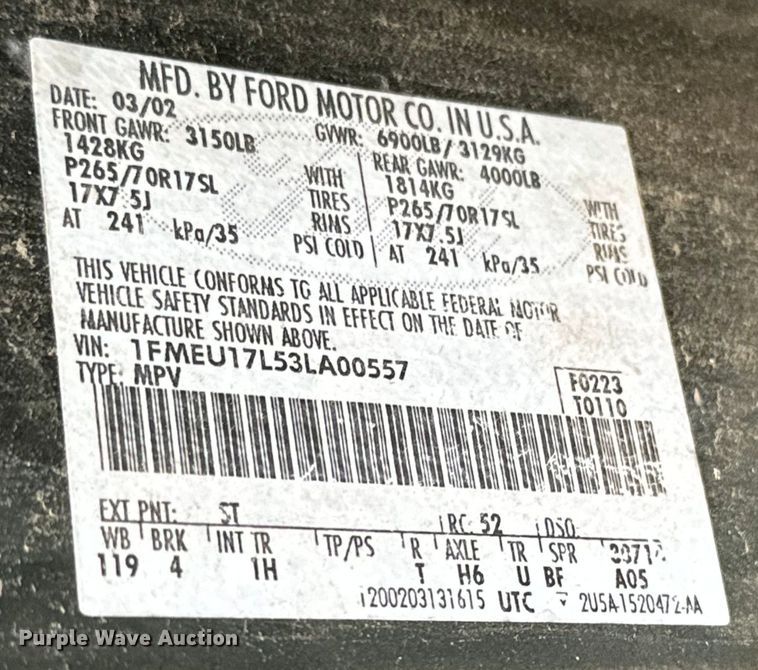 MFD. BY FORD MOTOR CO. IN U.S.A.
DATE: 03/02 GVWR: 6900LB/ 3129KG
FRONT GAWR: 3150LB REAR GAWR: 4000LB
1428KG WITH 1814KG WITH
P265/70R17SL TIRES P265/70R17SL TIRES
17X7.5J RIMS 17X7.5J RIMS
AT 241 kPa/35 PSI COLD AT 241 kPa/35 PSI COLD
THIS VEHICLE CONFORMS TO ALL APPLICABLE FEDERAL MOTOR
VEHICLE SAFETY STANDARDS IN EFFECT ON THE DATE OF
MANUFACTURE SHOWN ABOVE.
VIN: 1FMEU17L53LA00557 F0223
TYPE: MPV T0110
EXT PNT: ST RC: 52 DSO:
WB BRK INT TR TP/PS R AXLE TR SPR
119 4 1H T H6 U BF A05
1200203131615 UTC ▽ 2U5A-1520472-AA
Purple Wave Auction